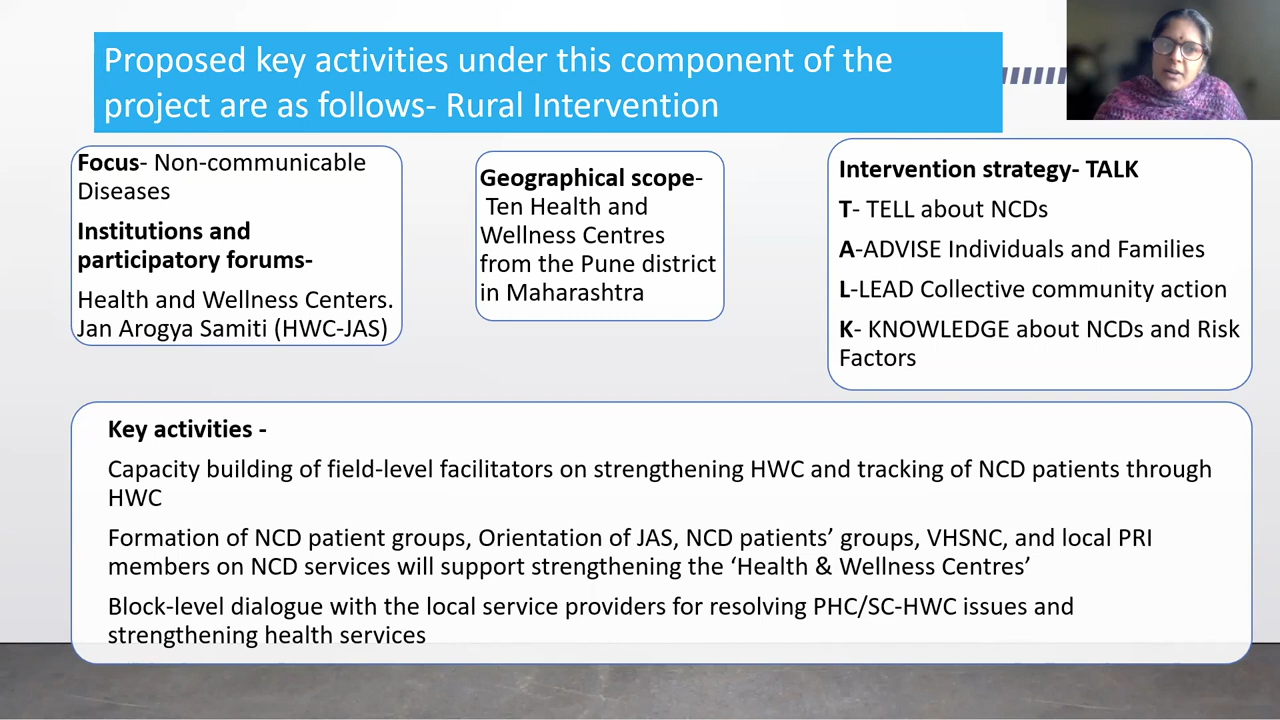 Proposed key activities under this component of the
project are as follows- Rural Intervention
Focus- Non-communicable
Diseases
Institutions and
participatory forums-
Health and Wellness Centers.
Jan Arogya Samiti (HWC-JAS)
Geographical scope-
Ten Health and
Wellness Centres
from the Pune district
in Maharashtra
Intervention strategy- TALK
T- TELL about NCDs
A-ADVISE Individuals and Families
L-LEAD Collective community action
K- KNOWLEDGE about NCDs and Risk
Factors
Key activities -
Capacity building of field-level facilitators on strengthening HWC and tracking of NCD patients through
HWC
Formation of NCD patient groups, Orientation of JAS, NCD patients’ groups, VHSNC, and local PRI
members on NCD services will support strengthening the ‘Health & Wellness Centres’
Block-level dialogue with the local service providers for resolving PHC/SC-HWC issues and
strengthening health services